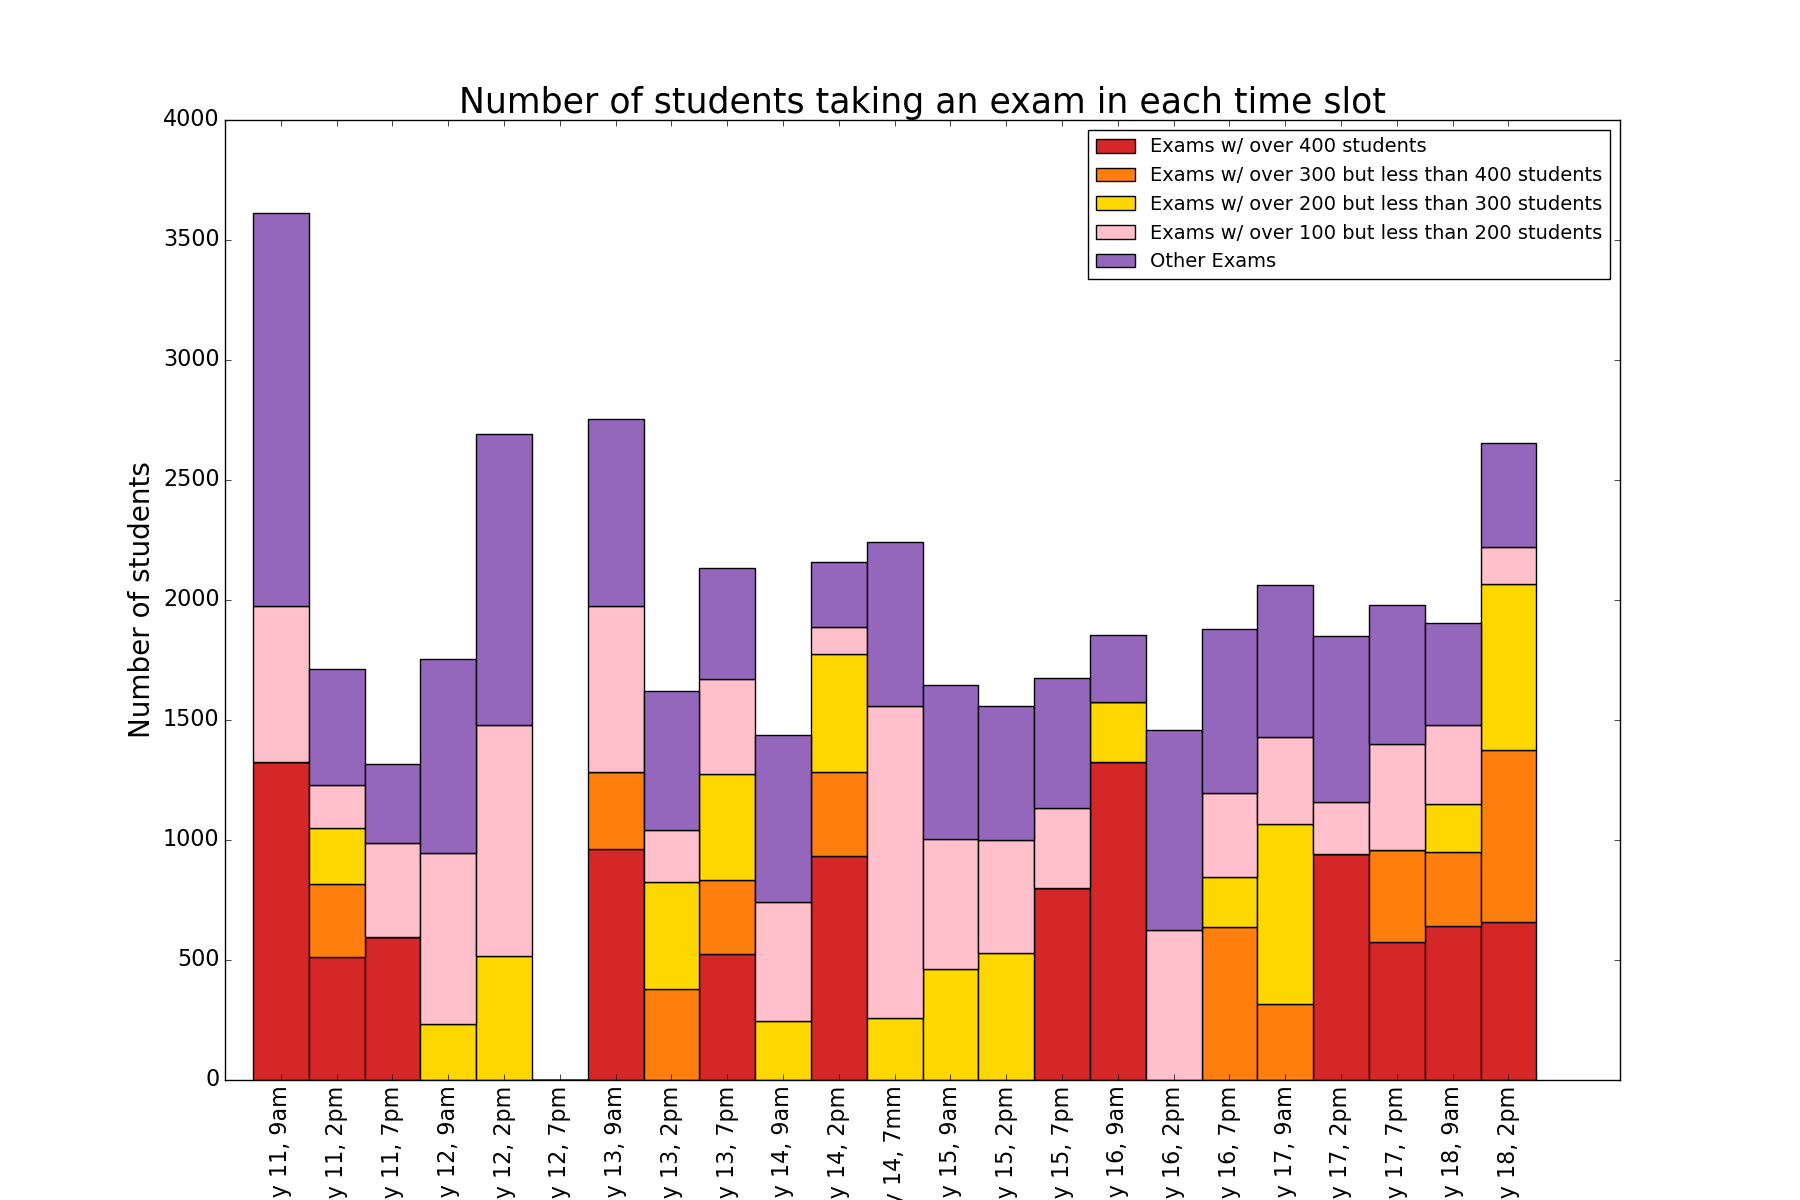 Number of students taking an exam in each time slot
4000
3500
3000
2500
2000
1500
1000
500
0
Number of students
Exams w/ over 400 students
Exams w/ over 300 but less than 400 students
Exams w/ over 200 but less than 300 students
Exams w/ over 100 but less than 200 students
Other Exams
y 11, 9am
y 11, 2pm
y 11, 7pm
y 12, 9am
y 12, 2pm
y 12, 7pm
y 13, 9am
y 13, 2pm
y 13, 7pm
y 14, 9am
y 14, 2pm
y 14, 7mm
y 15, 9am
y 15, 2pm
y 15, 7pm
y 16, 9am
y 16, 2pm
y 16, 7pm
y 17, 9am
y 17, 2pm
y 17, 7pm
y 18, 9am
y 18, 2pm